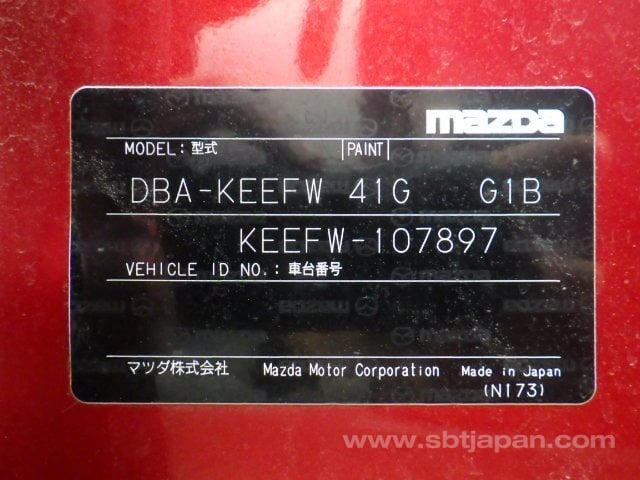 mazda
MODEL: 型式 PAINT
DBA-KEEFW 41G G1B
KEEFW-107897
VEHICLE ID NO.: 車台番号
マツダ株式会社 Mazda Motor Corporation Made in Japan
(N173)
www.sbtjapan.com